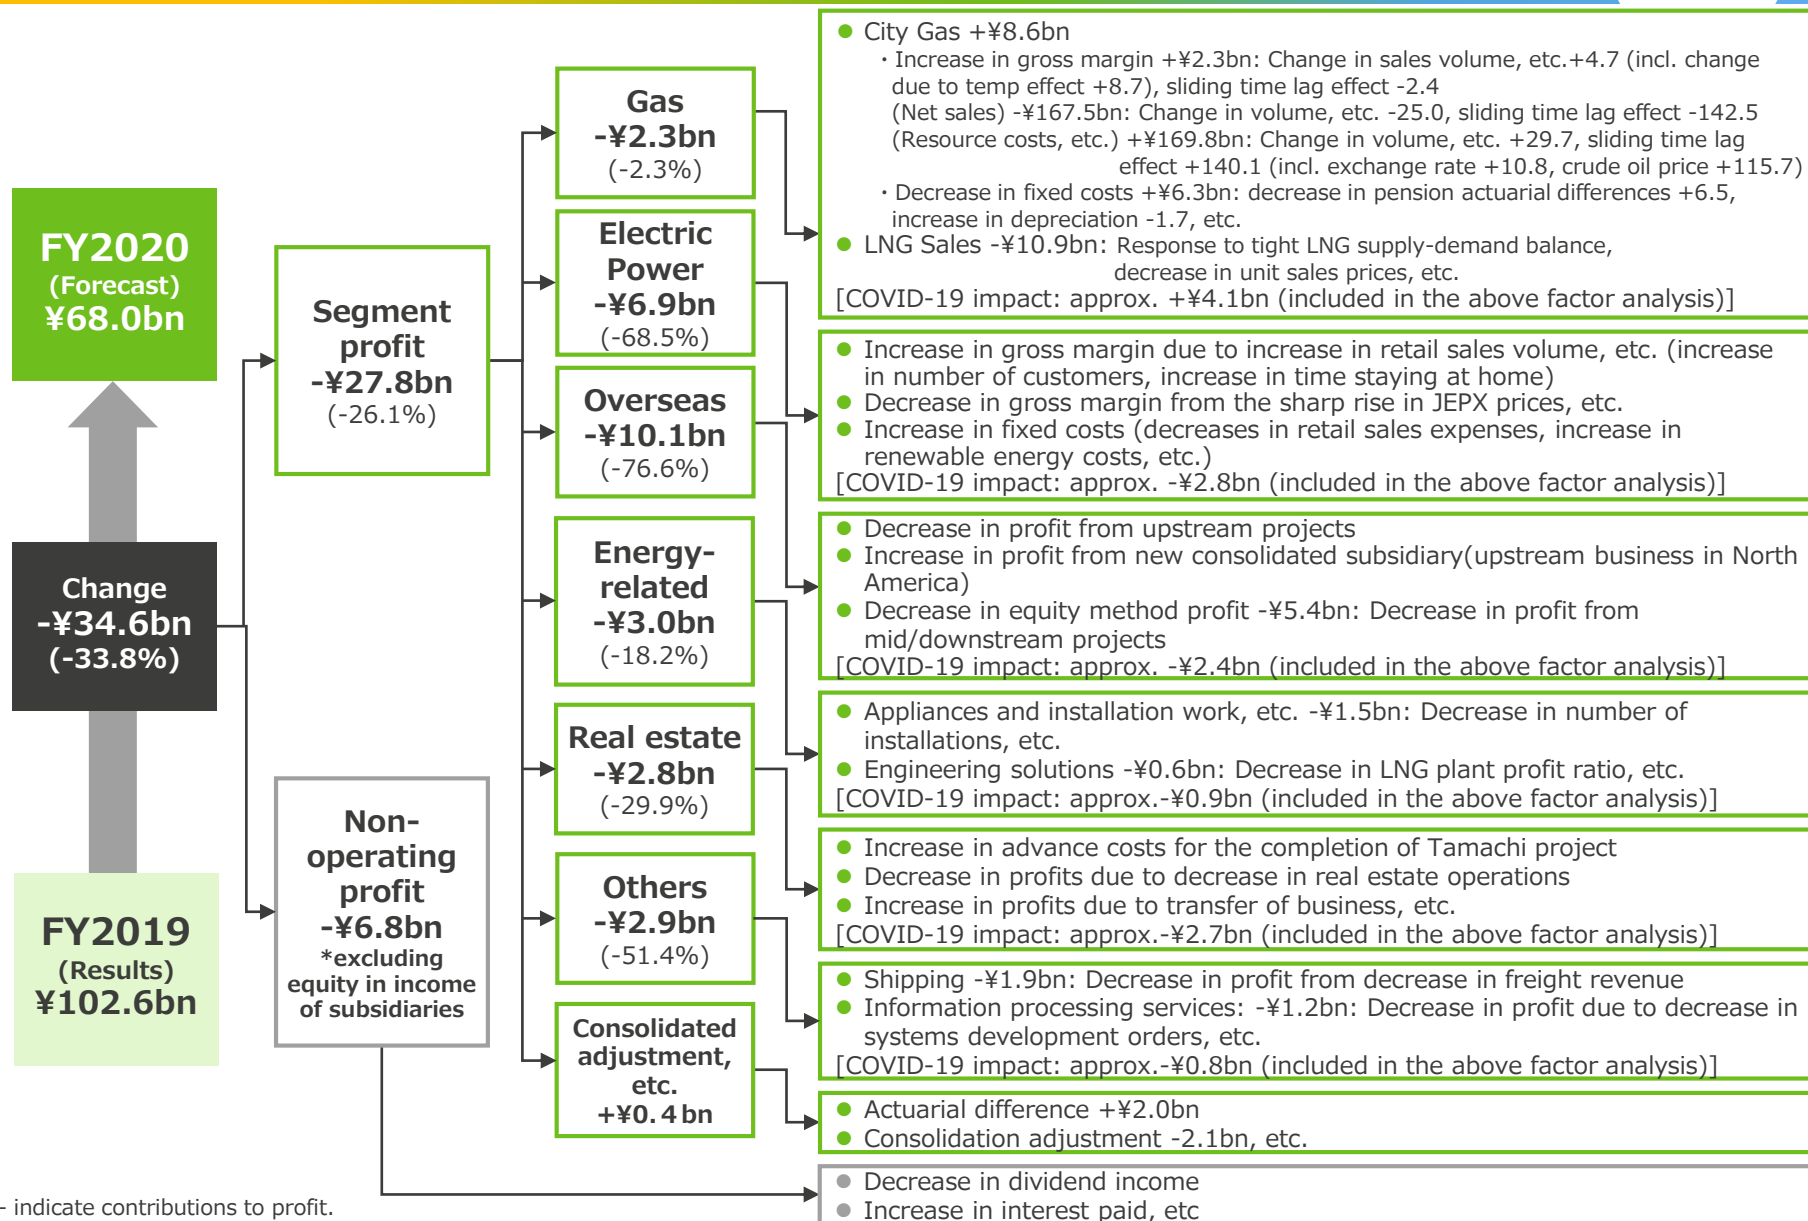 FY2020
(Forecast)
¥68.0bn
Change
-¥34.6bn
(-33.8%)
FY2019
(Results)
¥102.6bn
Segment
profit
-¥27.8bn
(-26.1%)
Non-
operating
profit
-¥6.8bn
*excluding
equity in income
of subsidiaries
Gas
-¥2.3bn
(-2.3%)
Electric
Power
-¥6.9bn
(-68.5%)
Overseas
-¥10.1bn
(-76.6%)
Energy-
related
-¥3.0bn
(-18.2%)
Real estate
-¥2.8bn
(-29.9%)
Others
-¥2.9bn
(-51.4%)
Consolidated
adjustment,
etc.
+¥0.4bn
● City Gas +¥8.6bn
・Increase in gross margin +¥2.3bn: Change in sales volume, etc.+4.7 (incl. change
due to temp effect +8.7), sliding time lag effect -2.4
(Net sales) -¥167.5bn: Change in volume, etc. -25.0, sliding time lag effect -142.5
(Resource costs, etc.) +¥169.8bn: Change in volume, etc. +29.7, sliding time lag
effect +140.1 (incl. exchange rate +10.8, crude oil price +115.7)
・Decrease in fixed costs +¥6.3bn: decrease in pension actuarial differences +6.5,
increase in depreciation -1.7, etc.
● LNG Sales -¥10.9bn: Response to tight LNG supply-demand balance,
decrease in unit sales prices, etc.
[COVID-19 impact: approx. +¥4.1bn (included in the above factor analysis)]
● Increase in gross margin due to increase in retail sales volume, etc. (increase
in number of customers, increase in time staying at home)
● Decrease in gross margin from the sharp rise in JEPX prices, etc.
● Increase in fixed costs (decreases in retail sales expenses, increase in
renewable energy costs, etc.)
[COVID-19 impact: approx. -¥2.8bn (included in the above factor analysis)]
● Decrease in profit from upstream projects
● Increase in profit from new consolidated subsidiary(upstream business in North
America)
● Decrease in equity method profit -¥5.4bn: Decrease in profit from
mid/downstream projects
[COVID-19 impact: approx. -¥2.4bn (included in the above factor analysis)]
● Appliances and installation work, etc. -¥1.5bn: Decrease in number of
installations, etc.
● Engineering solutions -¥0.6bn: Decrease in LNG plant profit ratio, etc.
[COVID-19 impact: approx.-¥0.9bn (included in the above factor analysis)]
● Increase in advance costs for the completion of Tamachi project
● Decrease in profits due to decrease in real estate operations
● Increase in profits due to transfer of business, etc.
[COVID-19 impact: approx.-¥2.7bn (included in the above factor analysis)]
● Shipping -¥1.9bn: Decrease in profit from decrease in freight revenue
● Information processing services: -¥1.2bn: Decrease in profit due to decrease in
systems development orders, etc.
[COVID-19 impact: approx.-¥0.8bn (included in the above factor analysis)]
● Actuarial difference +¥2.0bn
● Consolidation adjustment -2.1bn, etc.
● Decrease in dividend income
● Increase in interest paid, etc
- indicate contributions to profit.